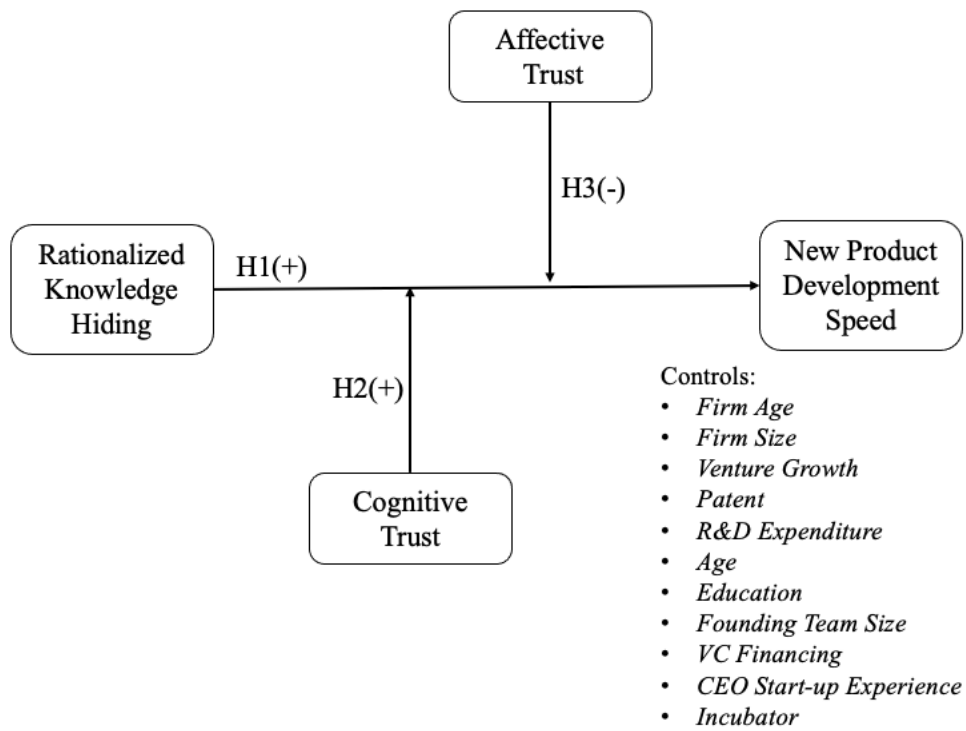 Affective
Trust
H3(-)
Rationalized
Knowledge
Hiding
H1(+)
New Product
Development
Speed
H2(+)
Cognitive
Trust
Controls:
• Firm Age
• Firm Size
• Venture Growth
• Patent
• R&D Expenditure
• Age
• Education
• Founding Team Size
• VC Financing
• CEO Start-up Experience
• Incubator